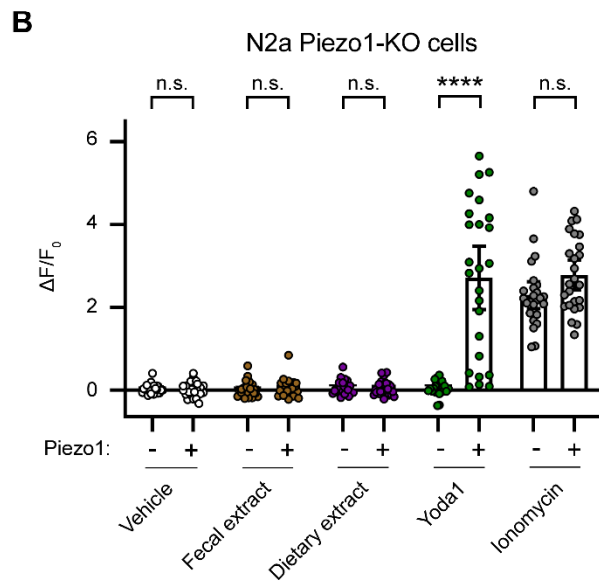 B
N2a Piezo1-KO cells
n.s. n.s. n.s. **** n.s.
6
4
2
0
ΔF/F0
Piezo1: - + - + - + - + - +
Vehicle
Fecal extract
Dietary extract
Yoda1
Ionomycin